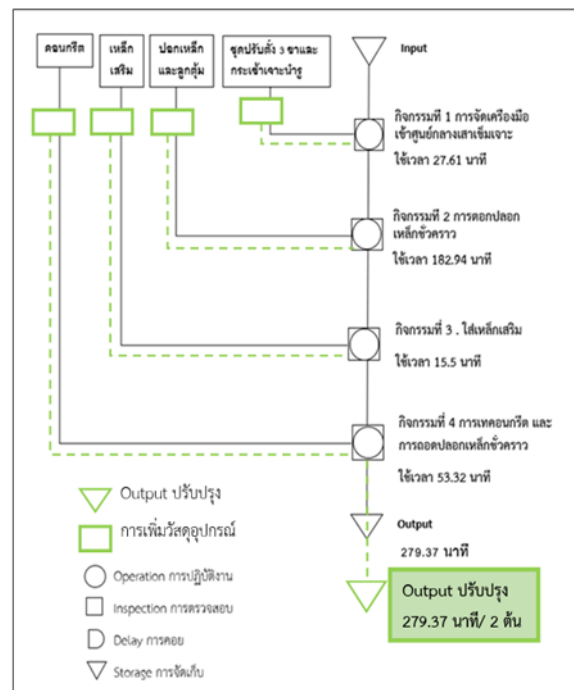 คอนกรีต
เหล็ก
เสริม
ปอกเหล็ก
และลูกตุ้ม
ชุดปรับตั้ง 3 ขาและ
กระเช้าเจาะนำรู
Input
กิจกรรมที่ 1 การจัดเครื่องมือ
เข้าศูนย์กลางเสาเข็มเจาะ
ใช้เวลา 27.61 นาที
กิจกรรมที่ 2 การตอกปลอก
เหล็กชั่วคราว
ใช้เวลา 182.94 นาที
กิจกรรมที่ 3 . ใส่เหล็กเสริม
ใช้เวลา 15.5 นาที
กิจกรรมที่ 4 การเทคอนกรีต และ
การถอดปลอกเหล็กชั่วคราว
ใช้เวลา 53.32 นาที
Output
279.37 นาที
Output ปรับปรุง
279.37 นาที/ 2 ต้น
Output ปรับปรุง
การเพิ่มวัสดุอุปกรณ์
Operation การปฏิบัติงาน
Inspection การตรวจสอบ
Delay การคอย
Storage การจัดเก็บ